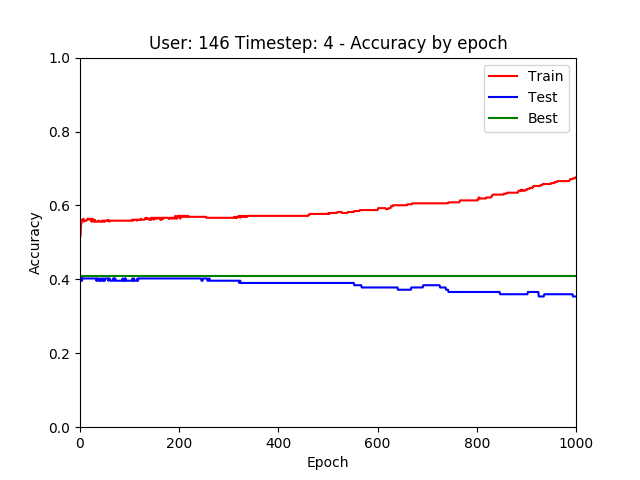 User: 146 Timestep: 4 - Accuracy by epoch
1.0
0.8
0.6
0.4
0.2
0.0
Accuracy
Train
Test
Best
0 200 400 600 800 1000
Epoch